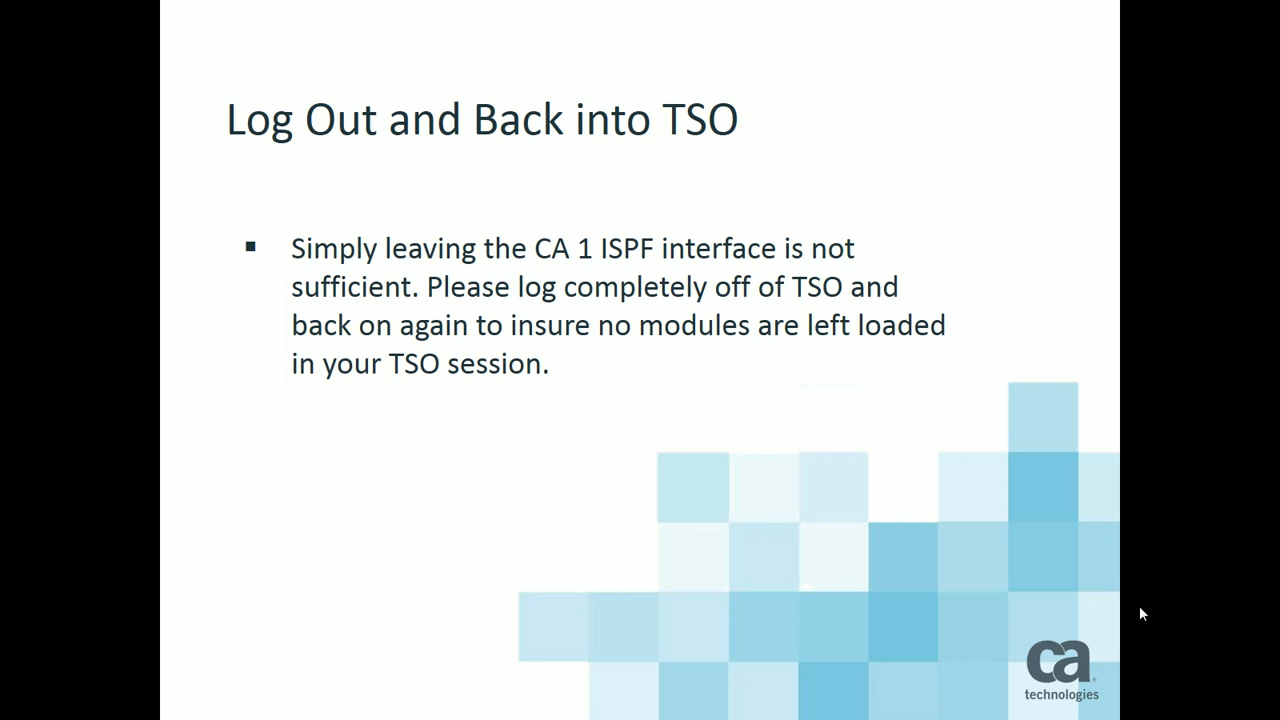 Log Out and Back into TSO
▪ Simply leaving the CA 1 ISPF interface is not
sufficient. Please log completely off of TSO and
back on again to insure no modules are left loaded
in your TSO session.
ca
technologies